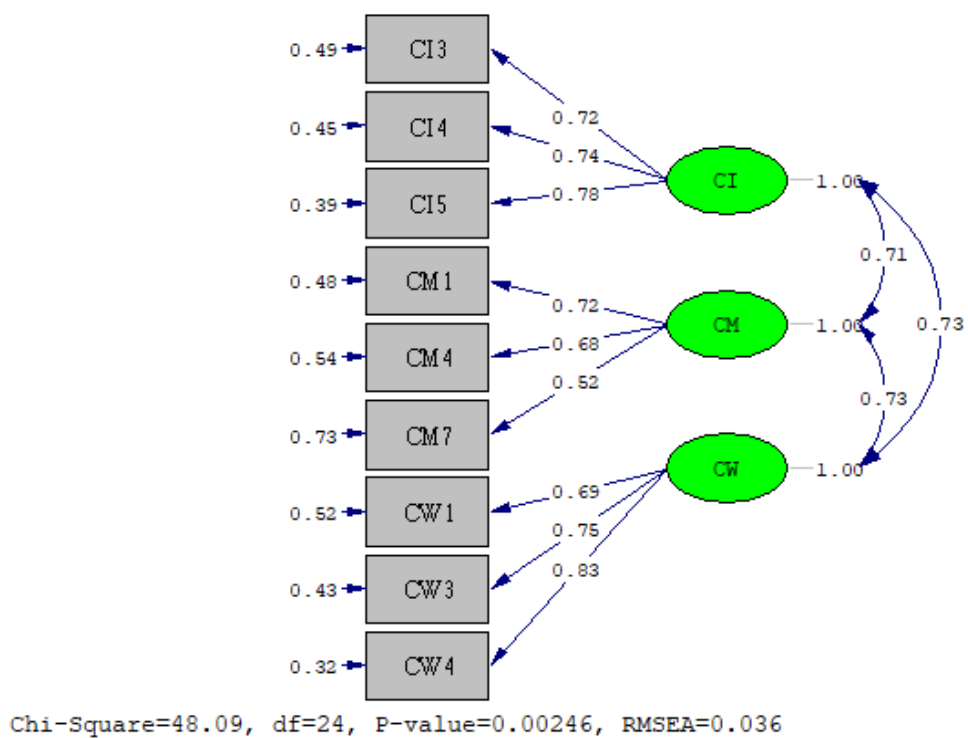 0.49 CI3
0.72
0.45 CI4
0.74
CI 1.00
0.39 CI5
0.78
0.71
0.48 CM1
0.72
CM 1.00
0.73
0.54 CM4
0.68
0.52
0.73
0.73 CM7
CW 1.00
0.52 CW1
0.69
0.75
0.43 CW3
0.83
0.32 CW4
Chi-Square=48.09, df=24, P-value=0.00246, RMSEA=0.036